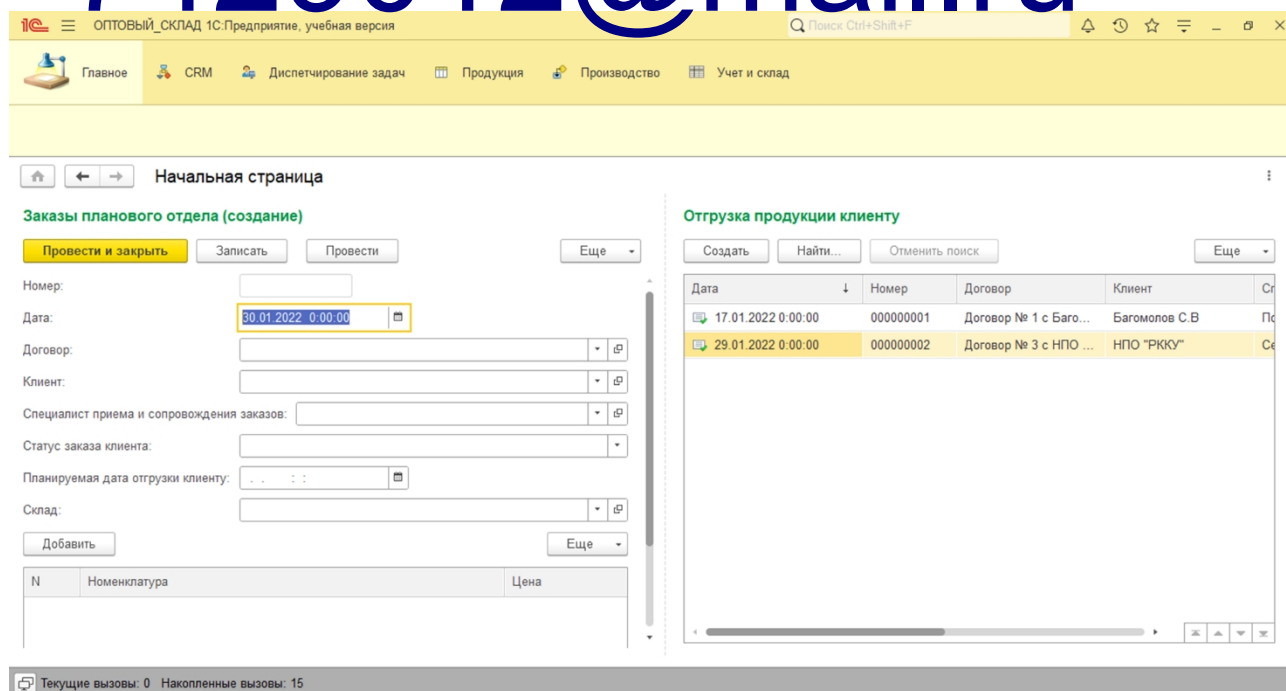 ОПТОВЫЙ_СКЛАД 1С:Предприятие, учебная версия
Поиск Ctrl+Shift+F
Главное CRM Диспетчирование задач Продукция Производство Учет и склад
Начальная страница
Заказы планового отдела (создание)
Провести и закрыть Записать Провести Еще
Номер:
Дата: 30.01.2022 0:00:00
Договор:
Клиент:
Специалист приема и сопровождения заказов:
Статус заказа клиента:
Планируемая дата отгрузки клиенту: . . : :
Склад:
Добавить Еще
N Номенклатура Цена
Отгрузка продукции клиенту
Создать Найти... Отменить поиск Еще
Дата ↓ Номер Договор Клиент
17.01.2022 0:00:00 000000001 Договор № 1 с Баго... Багомолов С.В
29.01.2022 0:00:00 000000002 Договор № 3 с НПО ... НПО "РККУ"
Текущие вызовы: 0 Накопленные вызовы: 15